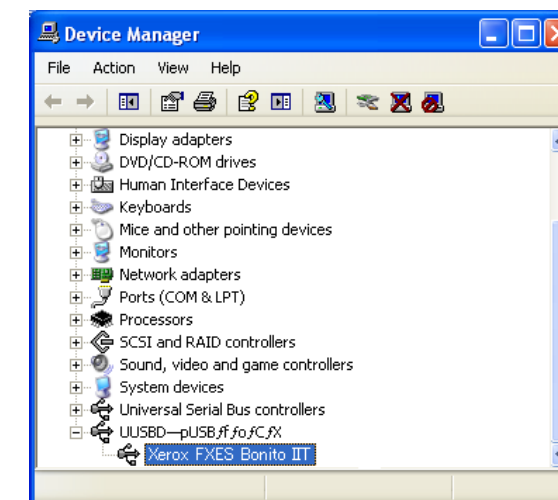 Device Manager
File Action View Help
Display adapters
DVD/CD-ROM drives
Human Interface Devices
Keyboards
Mice and other pointing devices
Monitors
Network adapters
Ports (COM & LPT)
Processors
SCSI and RAID controllers
Sound, video and game controllers
System devices
Universal Serial Bus controllers
UUSBD—pUSBƒfƒoƒCƒX
Xerox FXES Bonito IIT